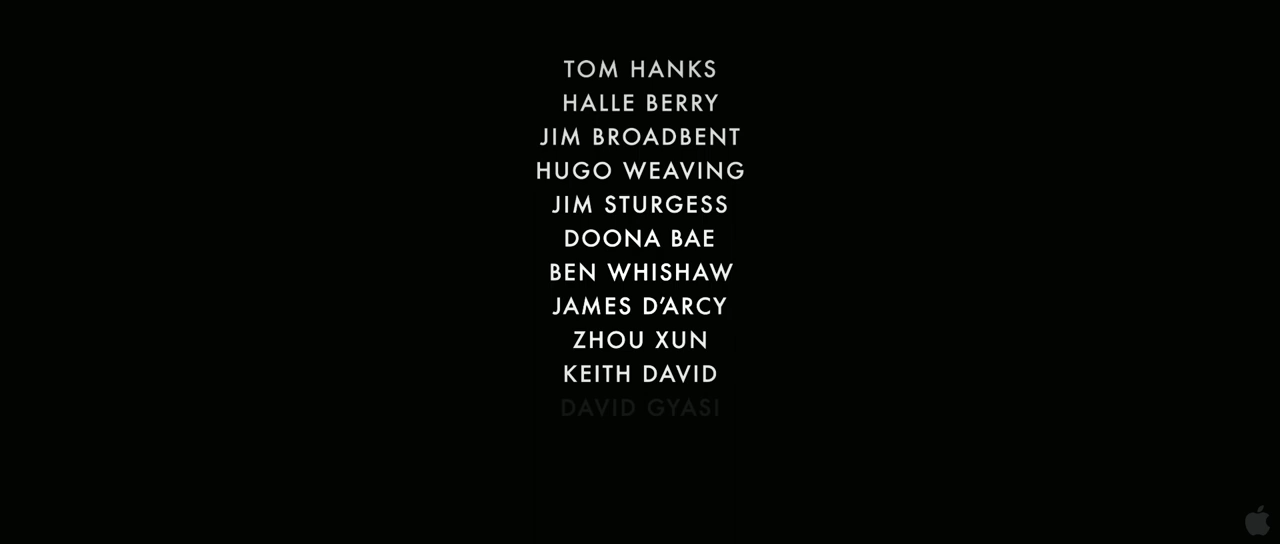 TOM HANKS
HALLE BERRY
JIM BROADBENT
HUGO WEAVING
JIM STURGESS
DOONA BAE
BEN WHISHAW
JAMES D’ARCY
ZHOU XUN
KEITH DAVID
DAVID GYASI